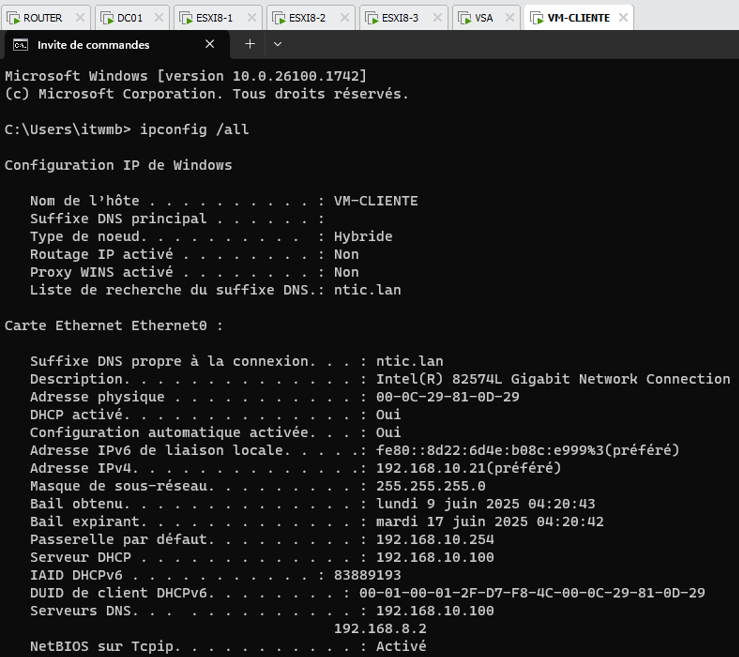 ROUTER DC01 ESXI8-1 ESXI8-2 ESXI8-3 VSA VM-CLIENTE
Invite de commandes
Microsoft Windows [version 10.0.26100.1742]
(c) Microsoft Corporation. Tous droits réservés.
C:\Users\itwmb> ipconfig /all
Configuration IP de Windows
Nom de l’hôte . . . . . . . . . . : VM-CLIENTE
Suffixe DNS principal . . . . . . :
Type de noeud. . . . . . . . . . : Hybride
Routage IP activé . . . . . . . . : Non
Proxy WINS activé . . . . . . . . : Non
Liste de recherche du suffixe DNS.: ntic.lan
Carte Ethernet Ethernet0 :
Suffixe DNS propre à la connexion. . . : ntic.lan
Description. . . . . . . . . . . . . . : Intel(R) 82574L Gigabit Network Connection
Adresse physique . . . . . . . . . . . : 00-0C-29-81-0D-29
DHCP activé. . . . . . . . . . . . . . : Oui
Configuration automatique activée. . . : Oui
Adresse IPv6 de liaison locale. . . . .: fe80::8d22:6d4e:b08c:e999%3(préféré)
Adresse IPv4. . . . . . . . . . . . . .: 192.168.10.21(préféré)
Masque de sous-réseau. . . . . . . . . : 255.255.255.0
Bail obtenu. . . . . . . . . . . . . . : lundi 9 juin 2025 04:20:43
Bail expirant. . . . . . . . . . . . . : mardi 17 juin 2025 04:20:42
Passerelle par défaut. . . . . . . . . : 192.168.10.254
Serveur DHCP . . . . . . . . . . . . . : 192.168.10.100
IAID DHCPv6 . . . . . . . . . . . : 83889193
DUID de client DHCPv6. . . . . . . . : 00-01-00-01-2F-D7-F8-4C-00-0C-29-81-0D-29
Serveurs DNS. . . . . . . . . . . . . : 192.168.10.100
192.168.8.2
NetBIOS sur Tcpip. . . . . . . . . . . : Activé